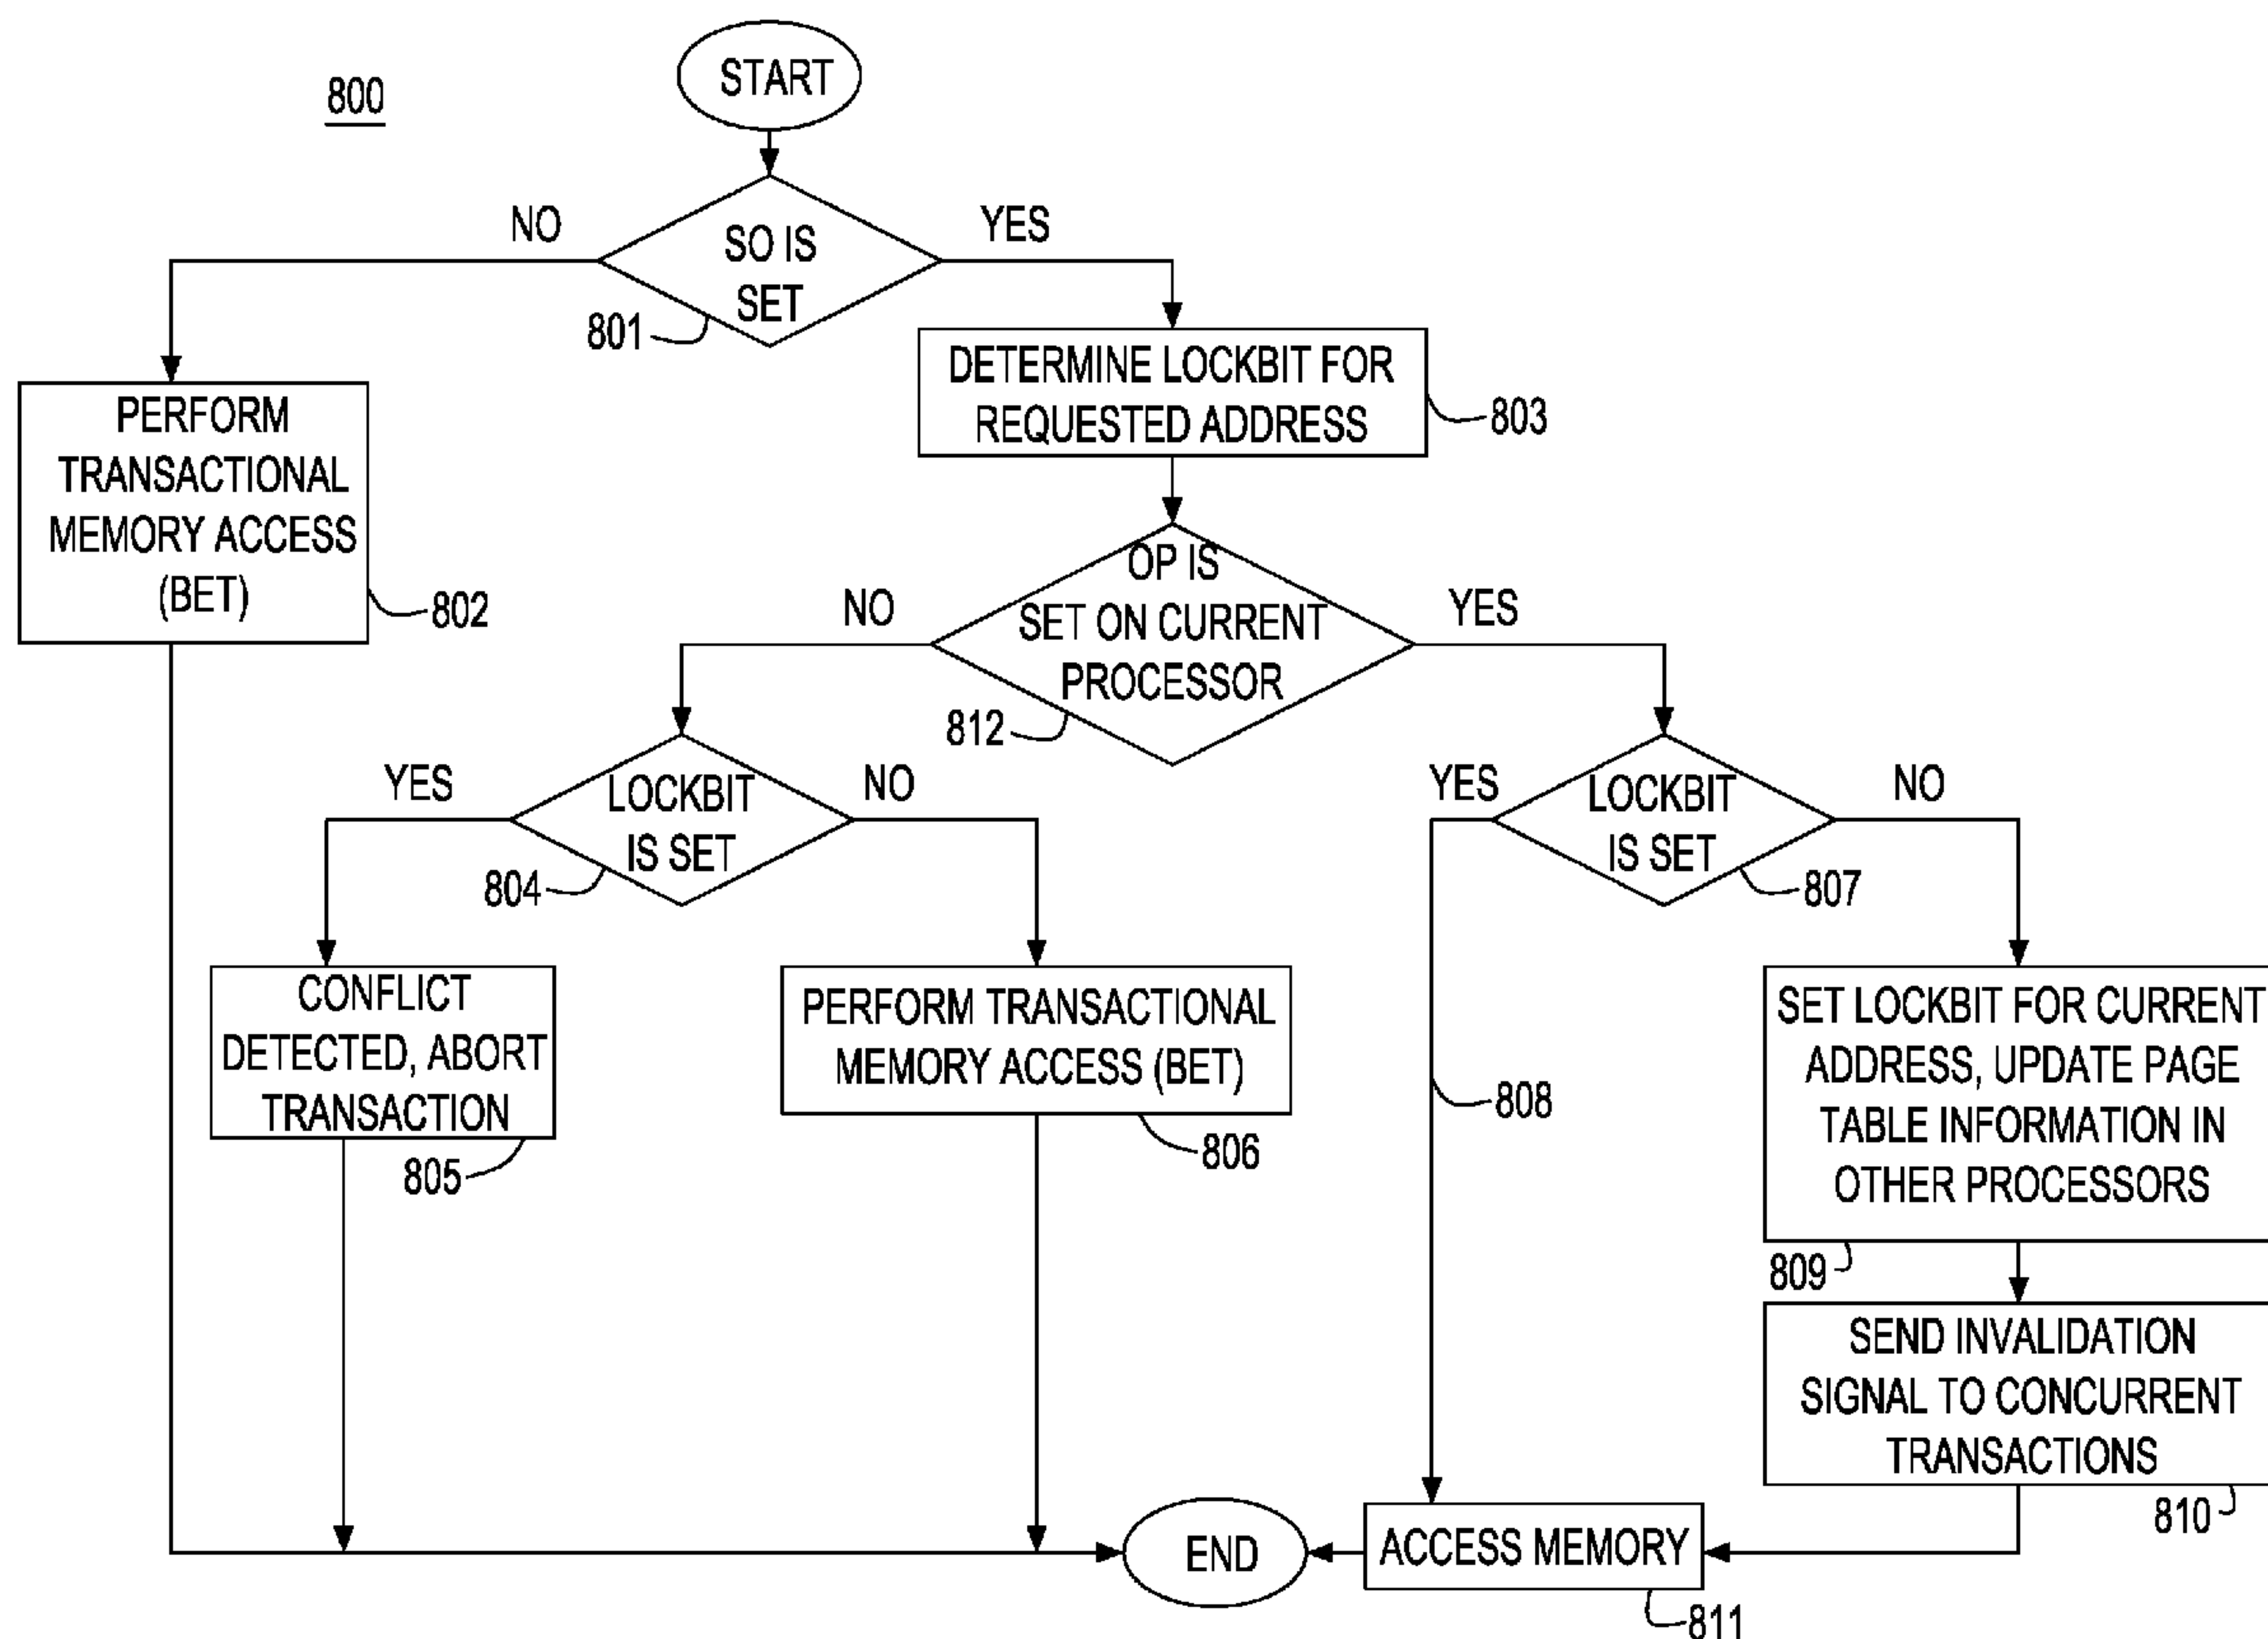 800
START
NO
YES
SO IS
SET
801
DETERMINE LOCKBIT FOR
REQUESTED ADDRESS
803
PERFORM
TRANSACTIONAL
MEMORY ACCESS
(BET)
802
OP IS
SET ON CURRENT
PROCESSOR
NO
YES
812
YES
NO
LOCKBIT
IS SET
804
YES
NO
LOCKBIT
IS SET
807
CONFLICT
DETECTED, ABORT
TRANSACTION
805
PERFORM TRANSACTIONAL
MEMORY ACCESS (BET)
806
808
SET LOCKBIT FOR CURRENT
ADDRESS, UPDATE PAGE
TABLE INFORMATION IN
OTHER PROCESSORS
809
SEND INVALIDATION
SIGNAL TO CONCURRENT
TRANSACTIONS
810
END
ACCESS MEMORY
811